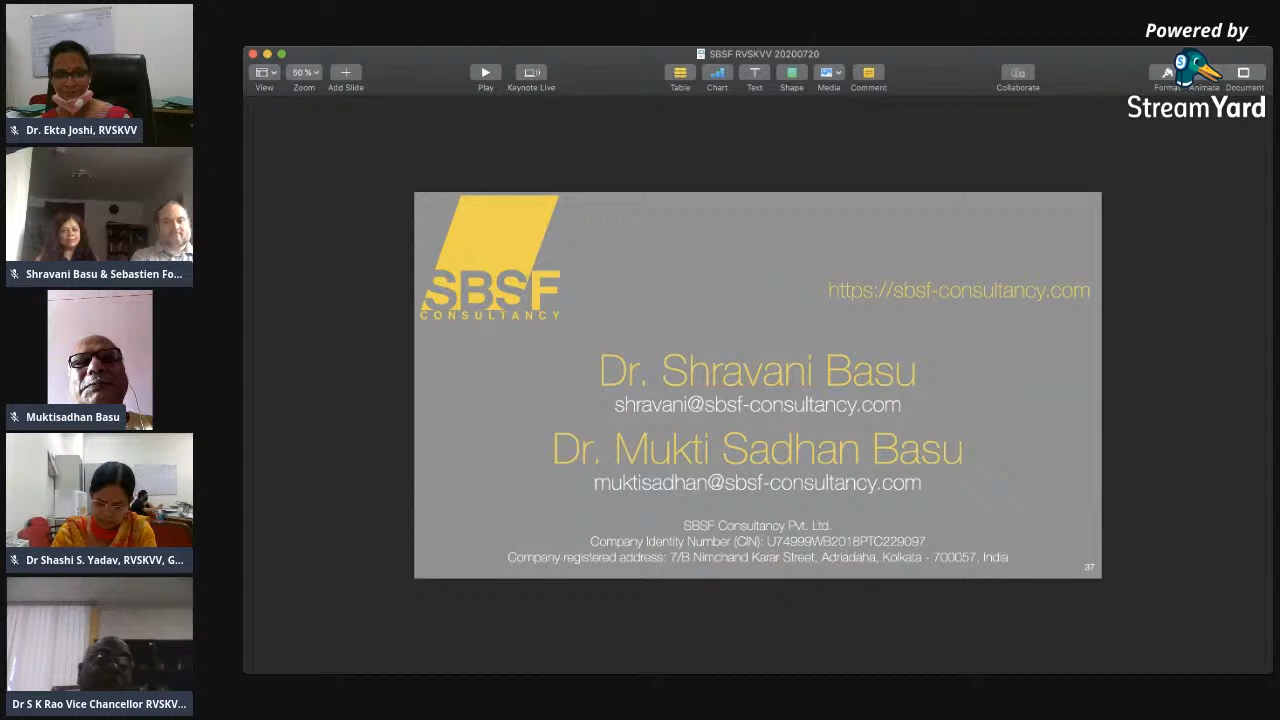 Powered by
StreamYard
SBSF RVSKVV 20200720
50%
View
Zoom
Add Slide
Play
Keynote Live
Table
Chart
Text
Shape
Media
Comment
Collaborate
Format
Animate
Document
Dr. Ekta Joshi, RVSKVV
Shravani Basu & Sebastien Fo...
Muktisadhan Basu
Dr Shashi S. Yadav, RVSKVV, G...
Dr S K Rao Vice Chancellor RVSKV...
SBSF
CONSULTANCY
https://sbsf-consultancy.com
Dr. Shravani Basu
shravani@sbsf-consultancy.com
Dr. Mukti Sadhan Basu
muktisadhan@sbsf-consultancy.com
SBSF Consultancy Pvt. Ltd.
Company Identity Number (CIN): U74999WB2018PTC229097
Company registered address: 7/B Nimchand Karar Street, Adriadaha, Kolkata - 700057, India
37